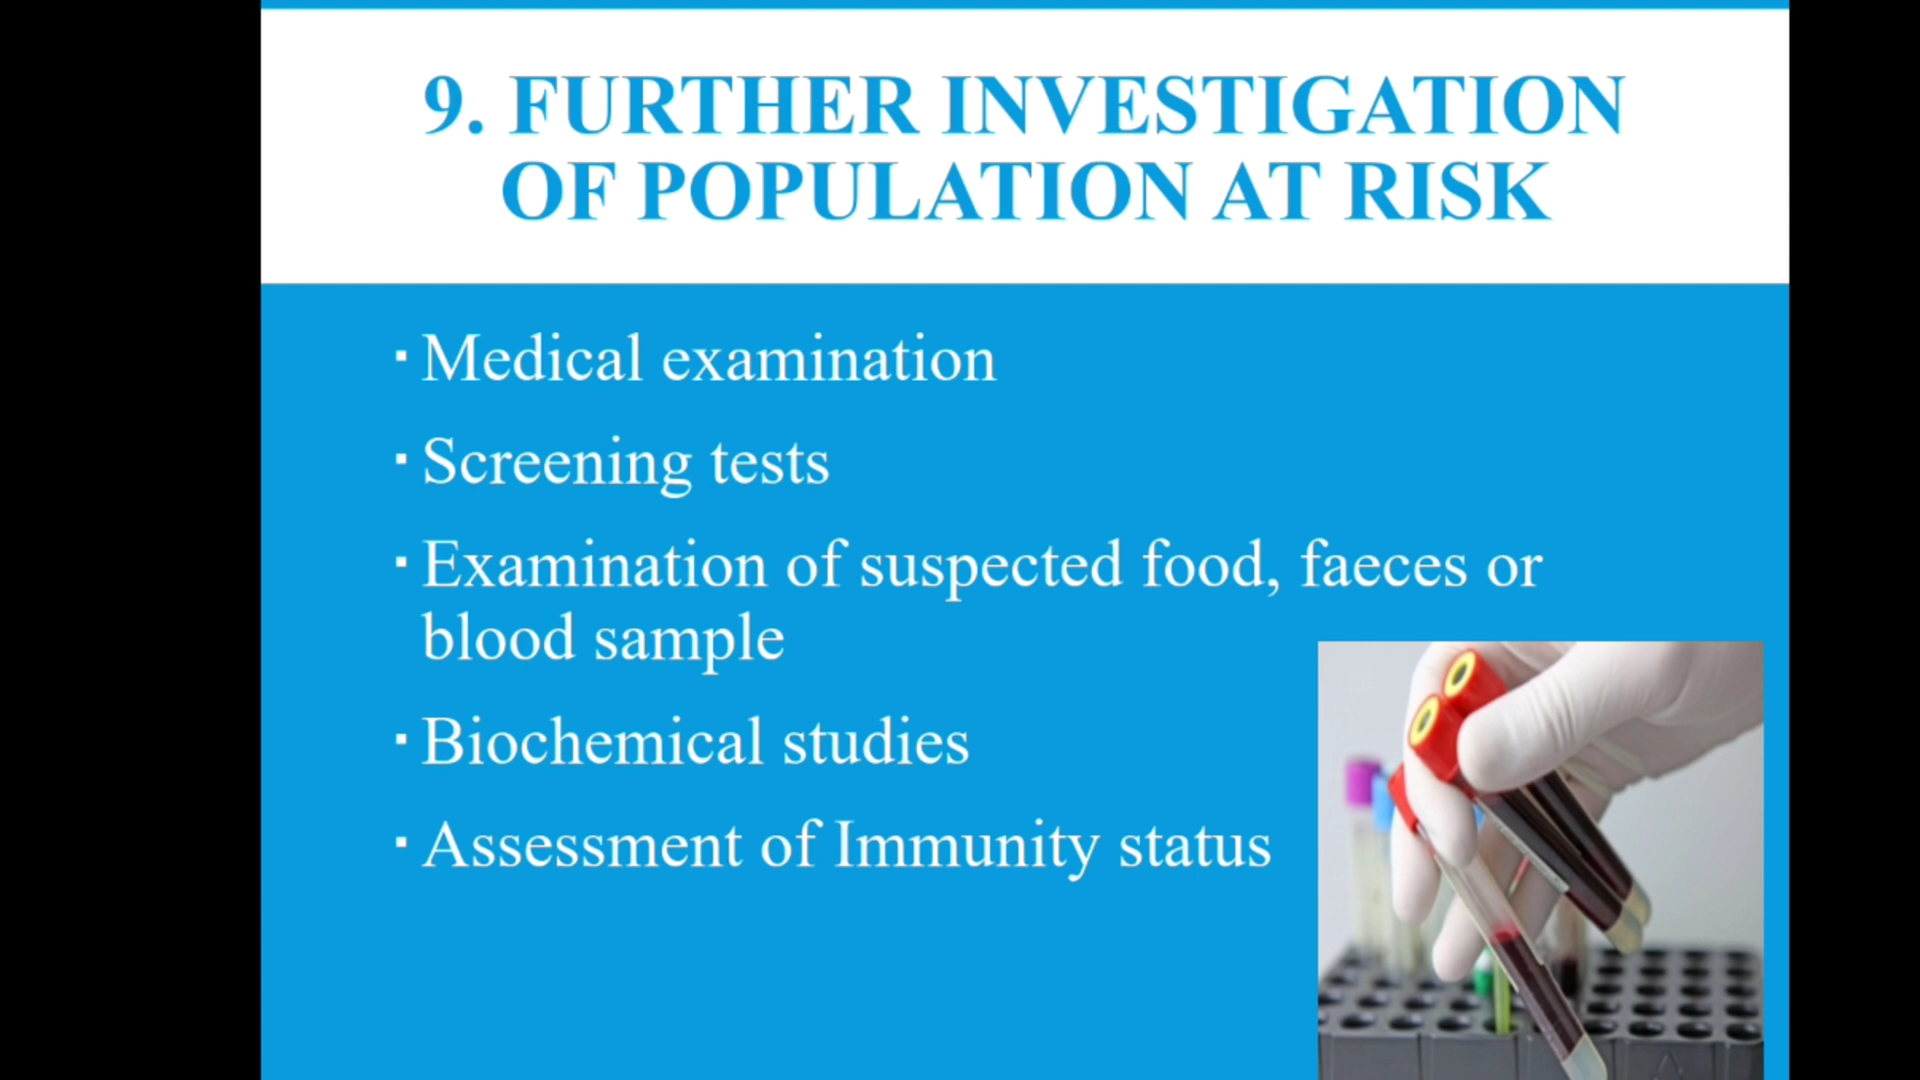 9. FURTHER INVESTIGATION
OF POPULATION AT RISK
▪ Medical examination
▪ Screening tests
▪ Examination of suspected food, faeces or
blood sample
▪ Biochemical studies
▪ Assessment of Immunity status